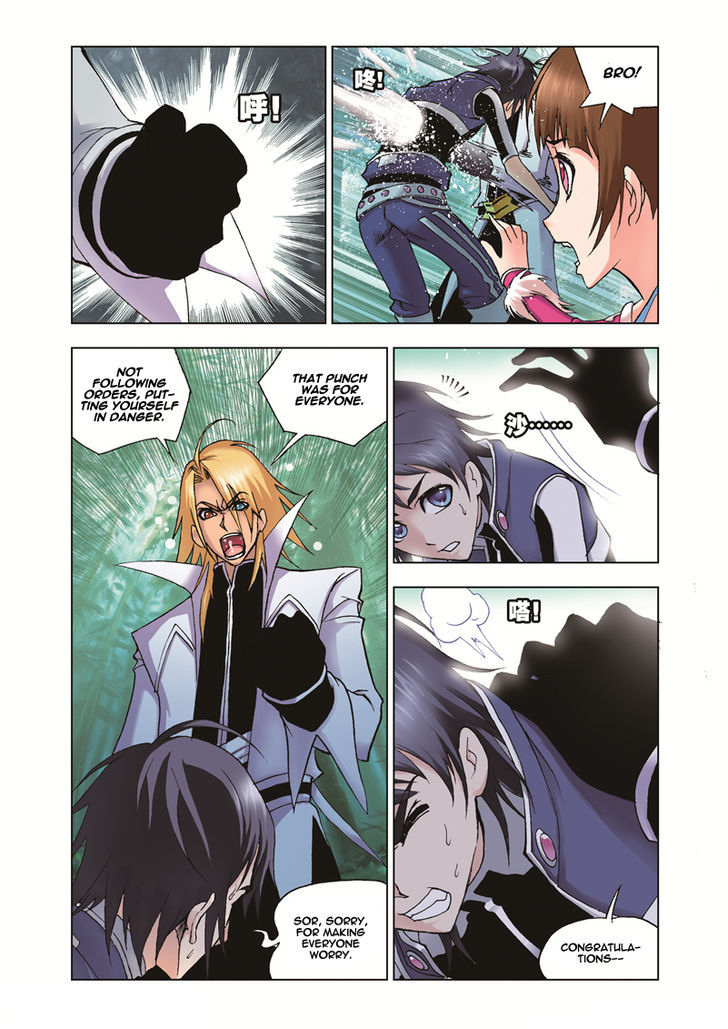 呼!
咚!
BRO!
NOT
FOLLOWING
ORDERS, PUT-
TING YOURSELF
IN DANGER.
THAT PUNCH
WAS FOR
EVERYONE.
SOR, SORRY,
FOR MAKING
EVERYONE
WORRY.
沙……
嗒!
CONGRATULA-
TIONS--